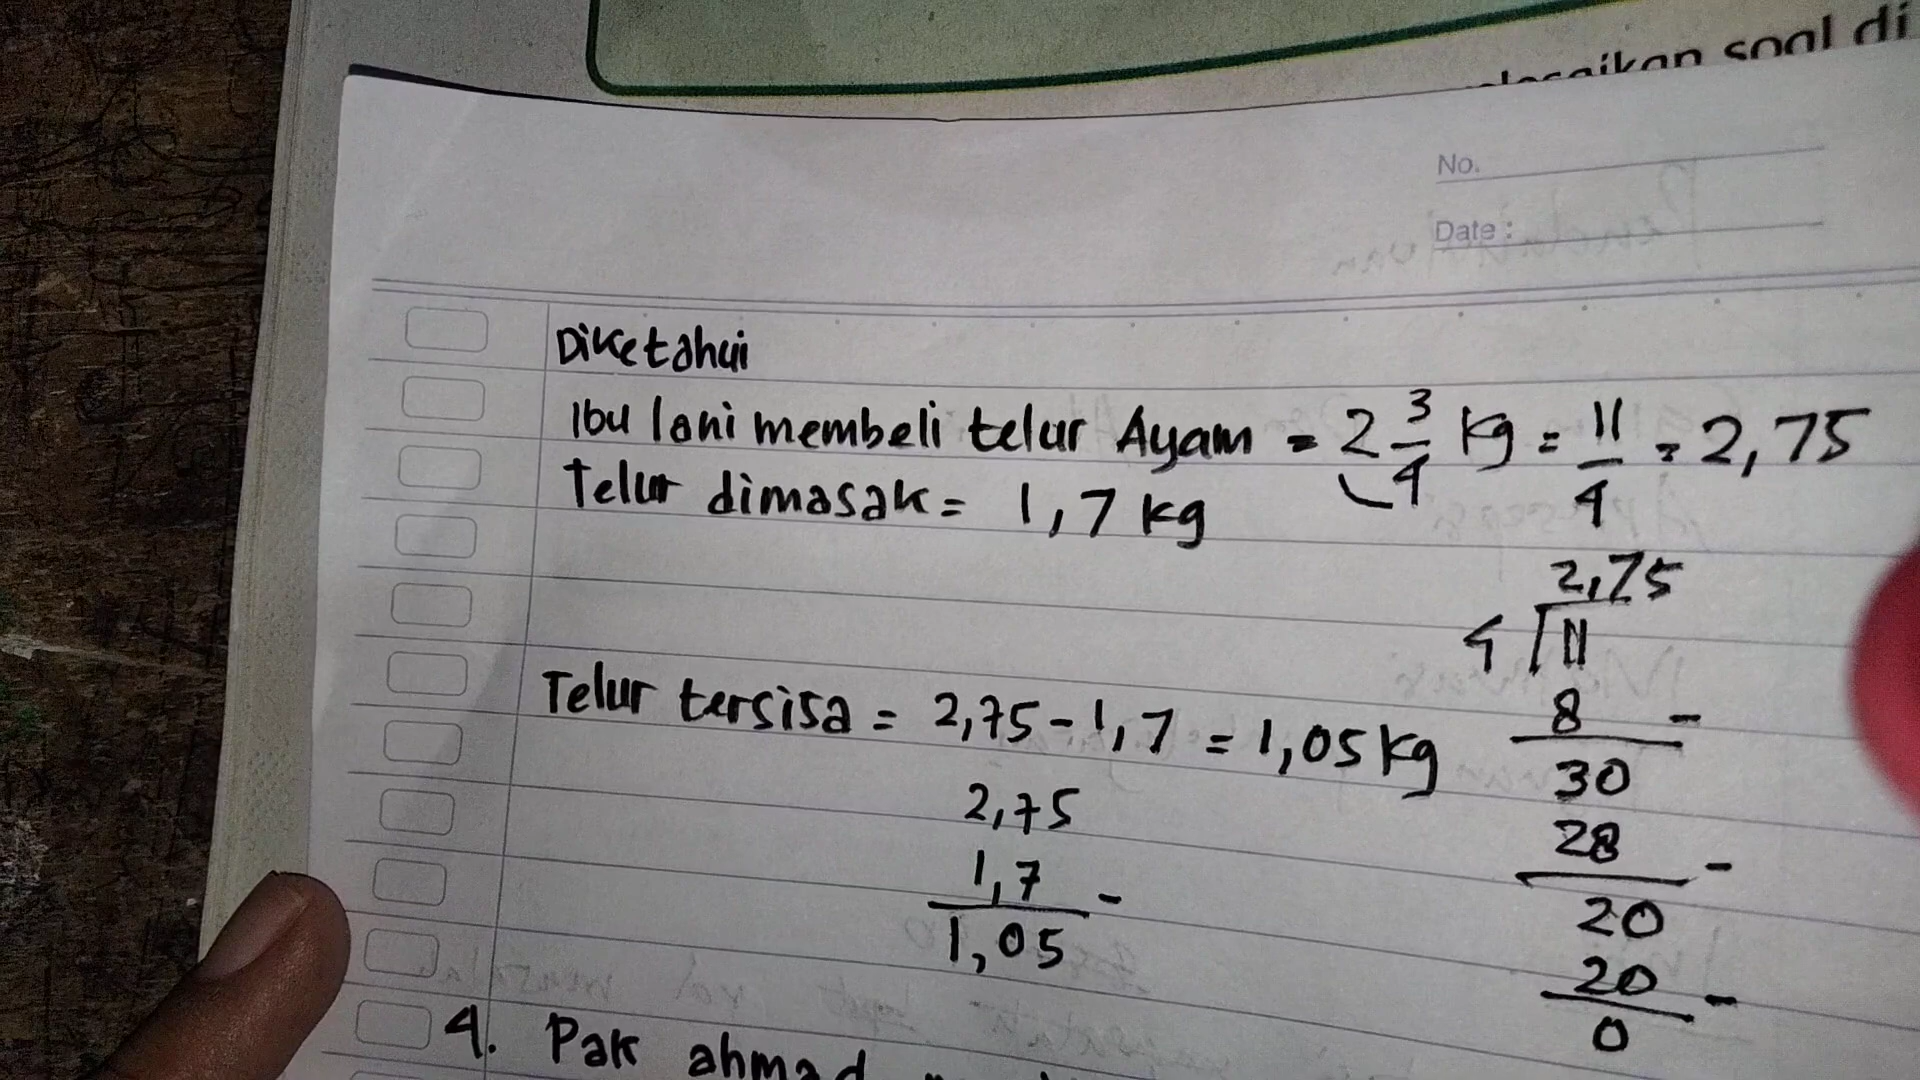 soal di
No.
Date :
Diketahui
Ibu lani membeli telur Ayam = 2 3/4 kg = 11/4 = 2,75
Telur dimasak = 1,7 kg
2,75
4 √11
8 -
30
28 -
20
20 -
0
Telur tersisa = 2,75 - 1,7 = 1,05 kg
2,75
1,7 -
1,05
4. Pak ahmad